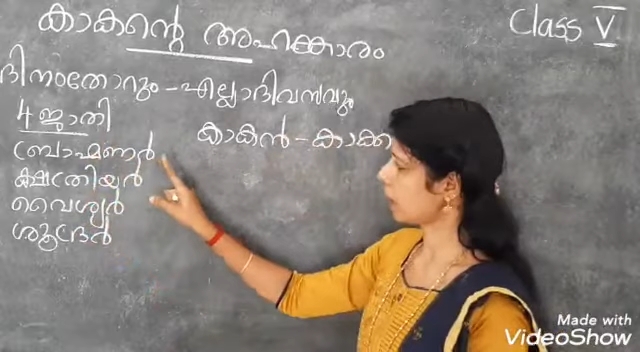 കാകന്റെ അഹങ്കാരം
Class V
ദിനംതോറും - എല്ലാദിവസവും
4 ജാതി
കാകൻ - കാക്ക
ബ്രാഹ്മണർ
ക്ഷത്രിയർ
വൈശ്യർ
ശൂദ്രർ
Made with
VideoShow